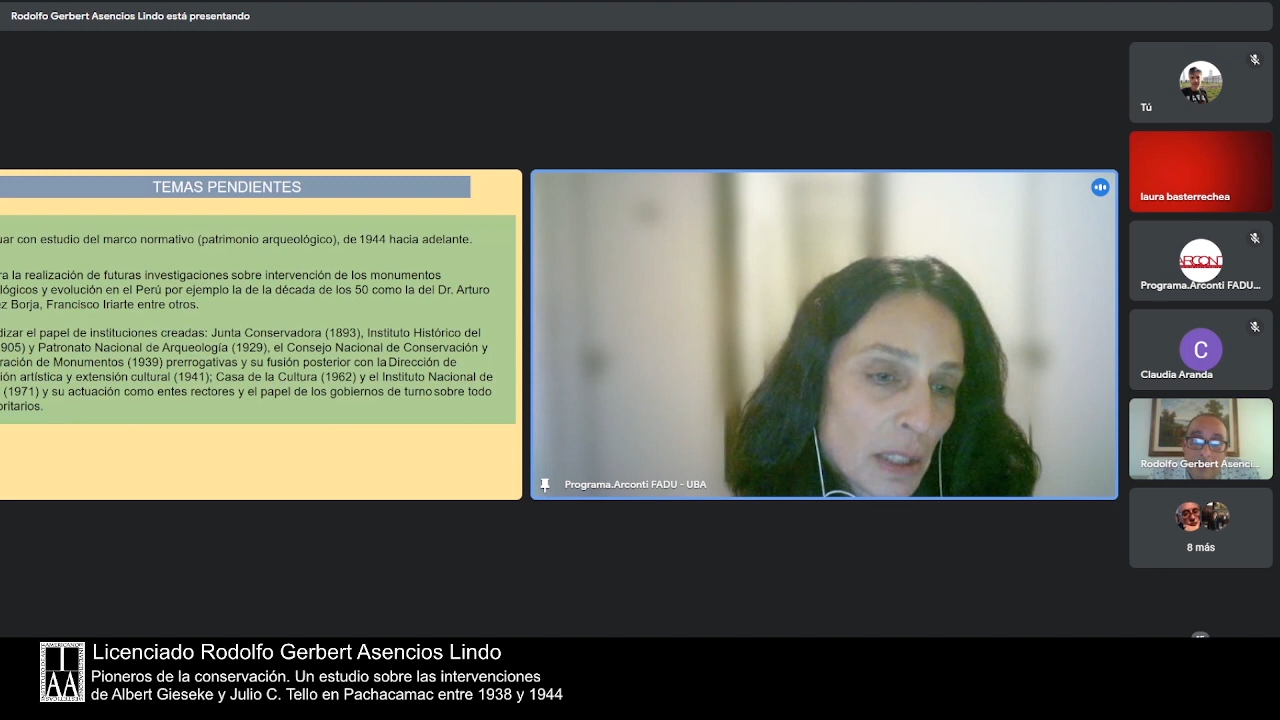 Rodolfo Gerbert Asencios Lindo está presentando
TEMAS PENDIENTES
uar con estudio del marco normativo (patrimonio arqueológico), de 1944 hacia adelante.
ra la realización de futuras investigaciones sobre intervención de los monumentos
lógicos y evolución en el Perú por ejemplo la de la década de los 50 como la del Dr. Arturo
ez Borja, Francisco Iriarte entre otros.
dizar el papel de instituciones creadas: Junta Conservadora (1893), Instituto Histórico del
905) y Patronato Nacional de Arqueología (1929), el Consejo Nacional de Conservación y
ración de Monumentos (1939) prerrogativas y su fusión posterior con la Dirección de
ión artística y extensión cultural (1941); Casa de la Cultura (1962) y el Instituto Nacional de
(1971) y su actuación como entes rectores y el papel de los gobiernos de turno sobre todo
oritarios.
Programa.Arconti FADU - UBA
Tú
laura basterrechea
ARCON
Programa.Arconti FADU...
C
Claudia Aranda
Rodolfo Gerbert Asenci...
8 más
IAA
Licenciado Rodolfo Gerbert Asencios Lindo
Pioneros de la conservación. Un estudio sobre las intervenciones
de Albert Gieseke y Julio C. Tello en Pachacamac entre 1938 y 1944